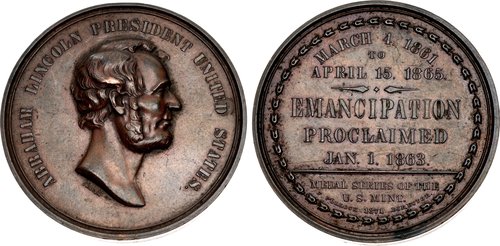 ABRAHAM LINCOLN PRESIDENT UNITED STATES.
MARCH 4, 1861
TO
APRIL 15, 1865.
EMANCIPATION
PROCLAIMED
JAN. 1, 1863.
MEDAL SERIES OF THE
U. S. MINT.
1871